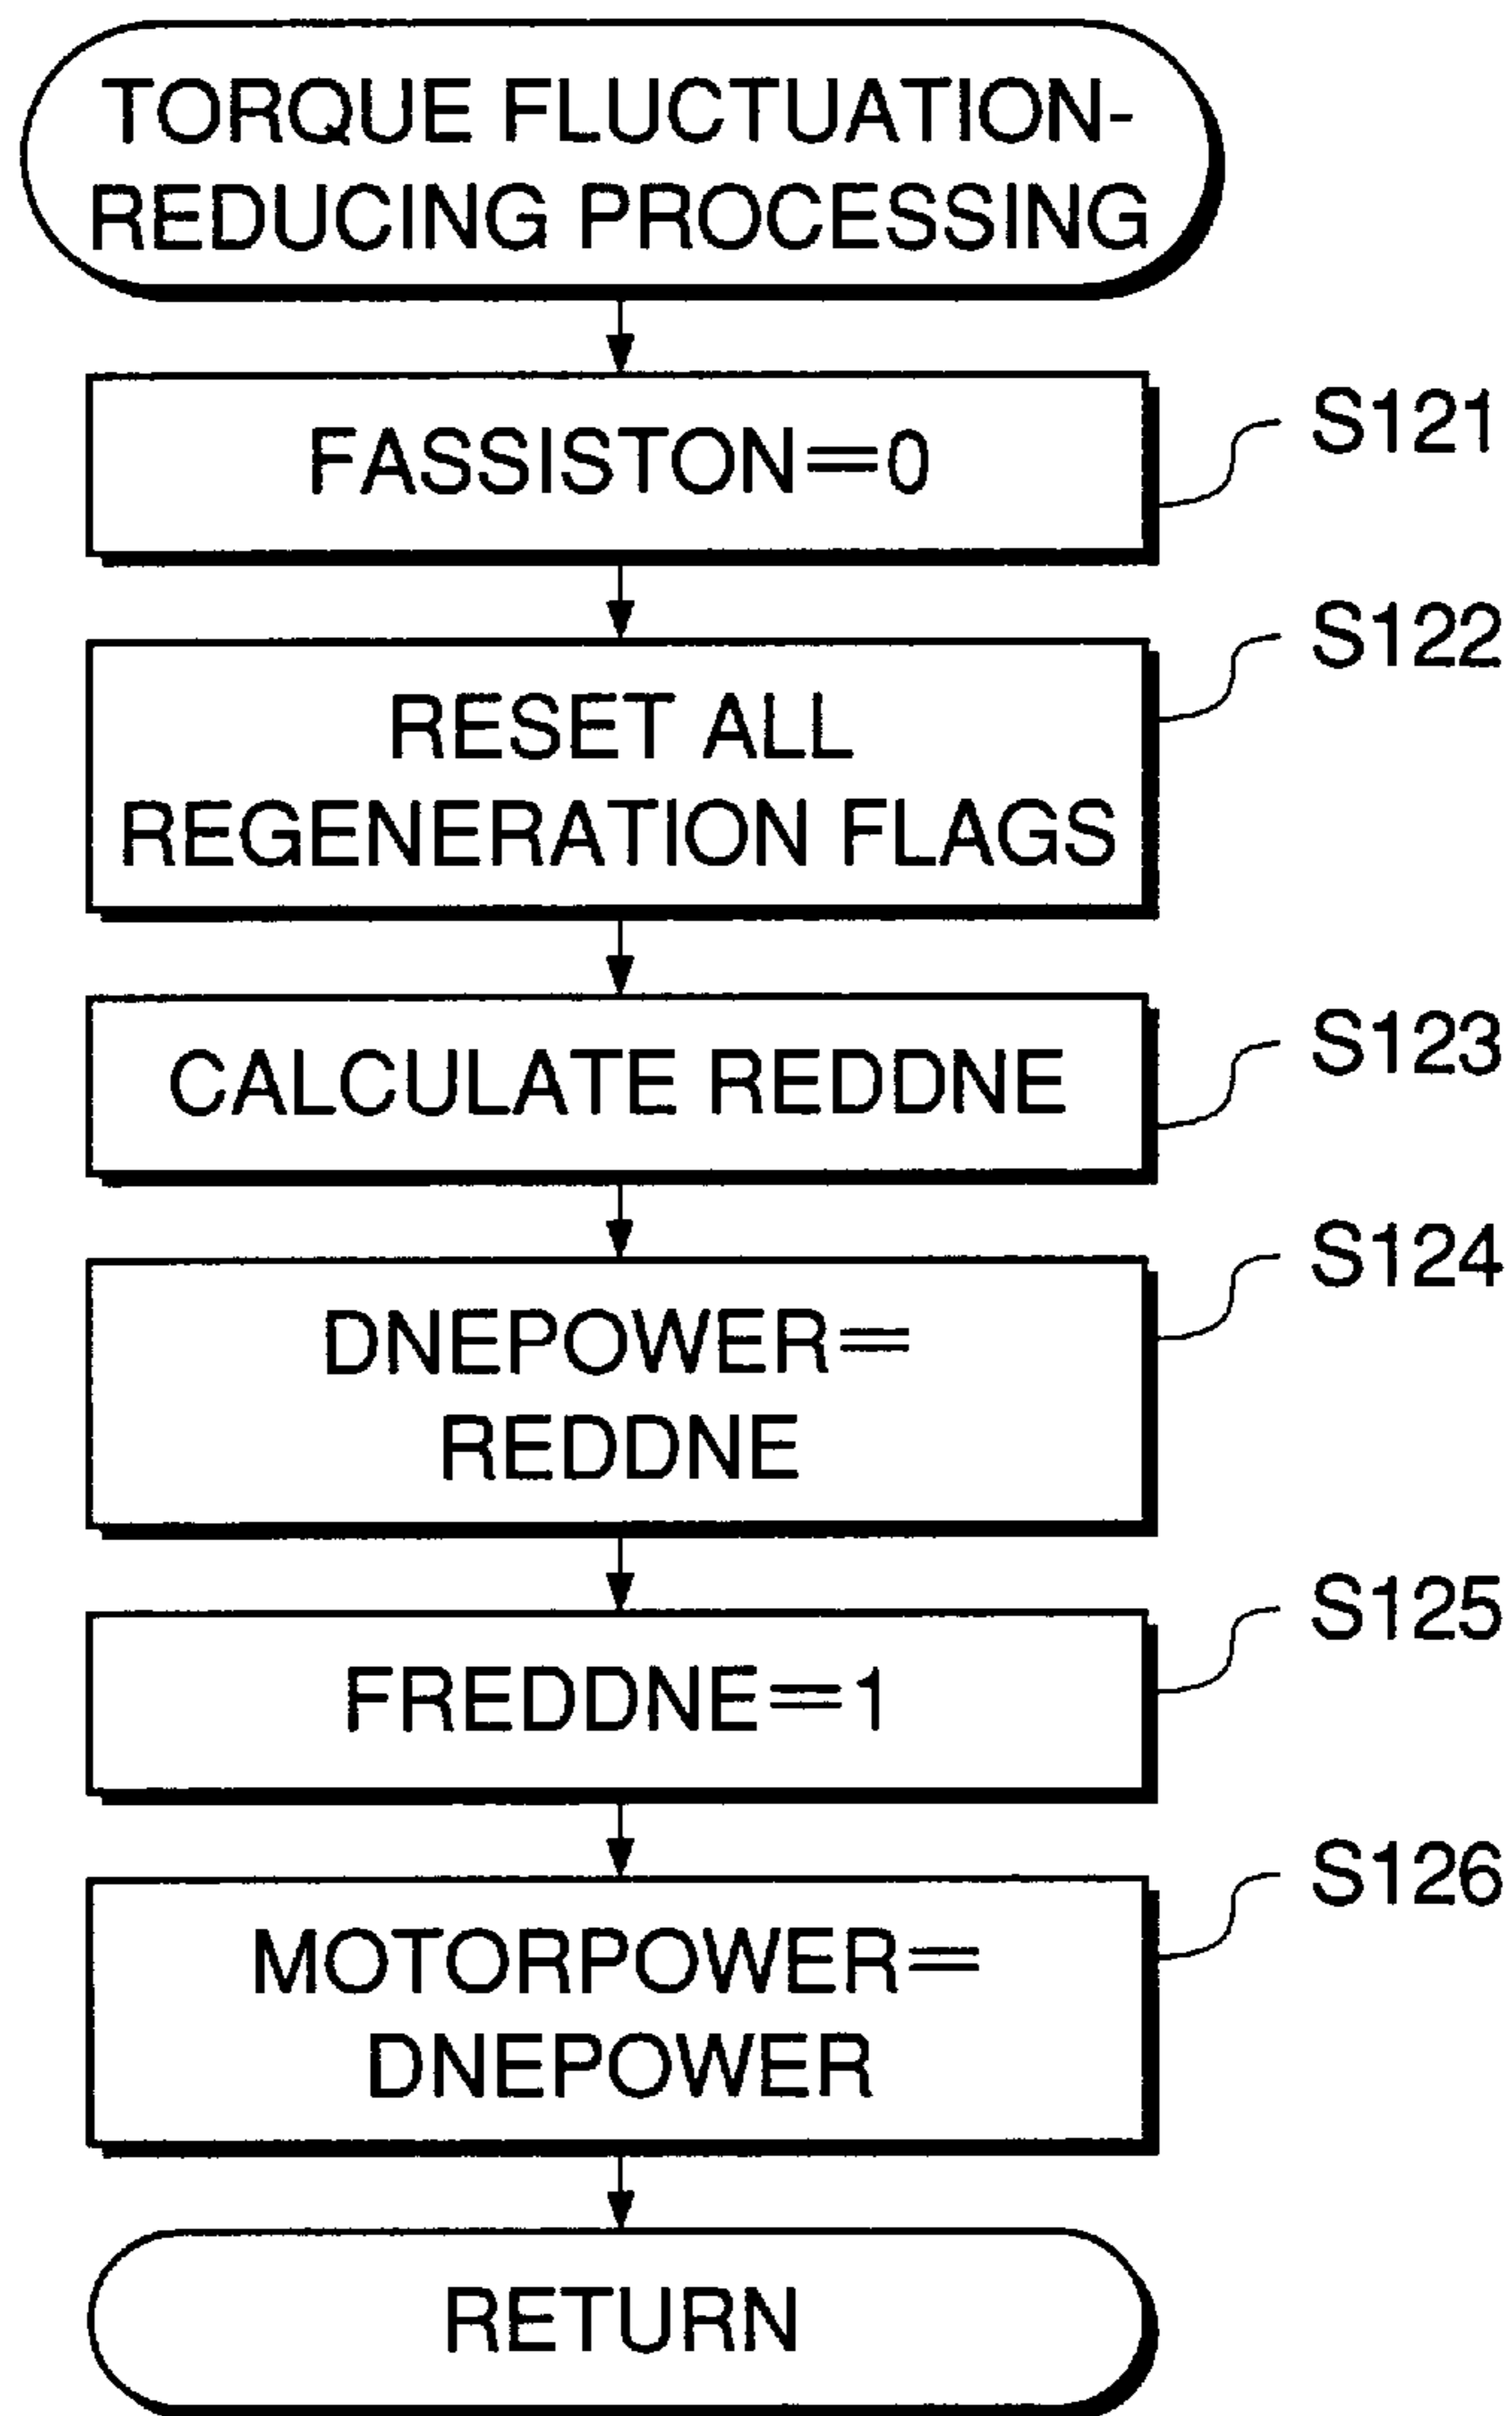 TORQUE FLUCTUATION-
REDUCING PROCESSING
FASSISTON=0
S121
RESET ALL
REGENERATION FLAGS
S122
CALCULATE REDDNE
S123
DNEPOWER=
REDDNE
S124
FREDDNE=1
S125
MOTORPOWER=
DNEPOWER
S126
RETURN